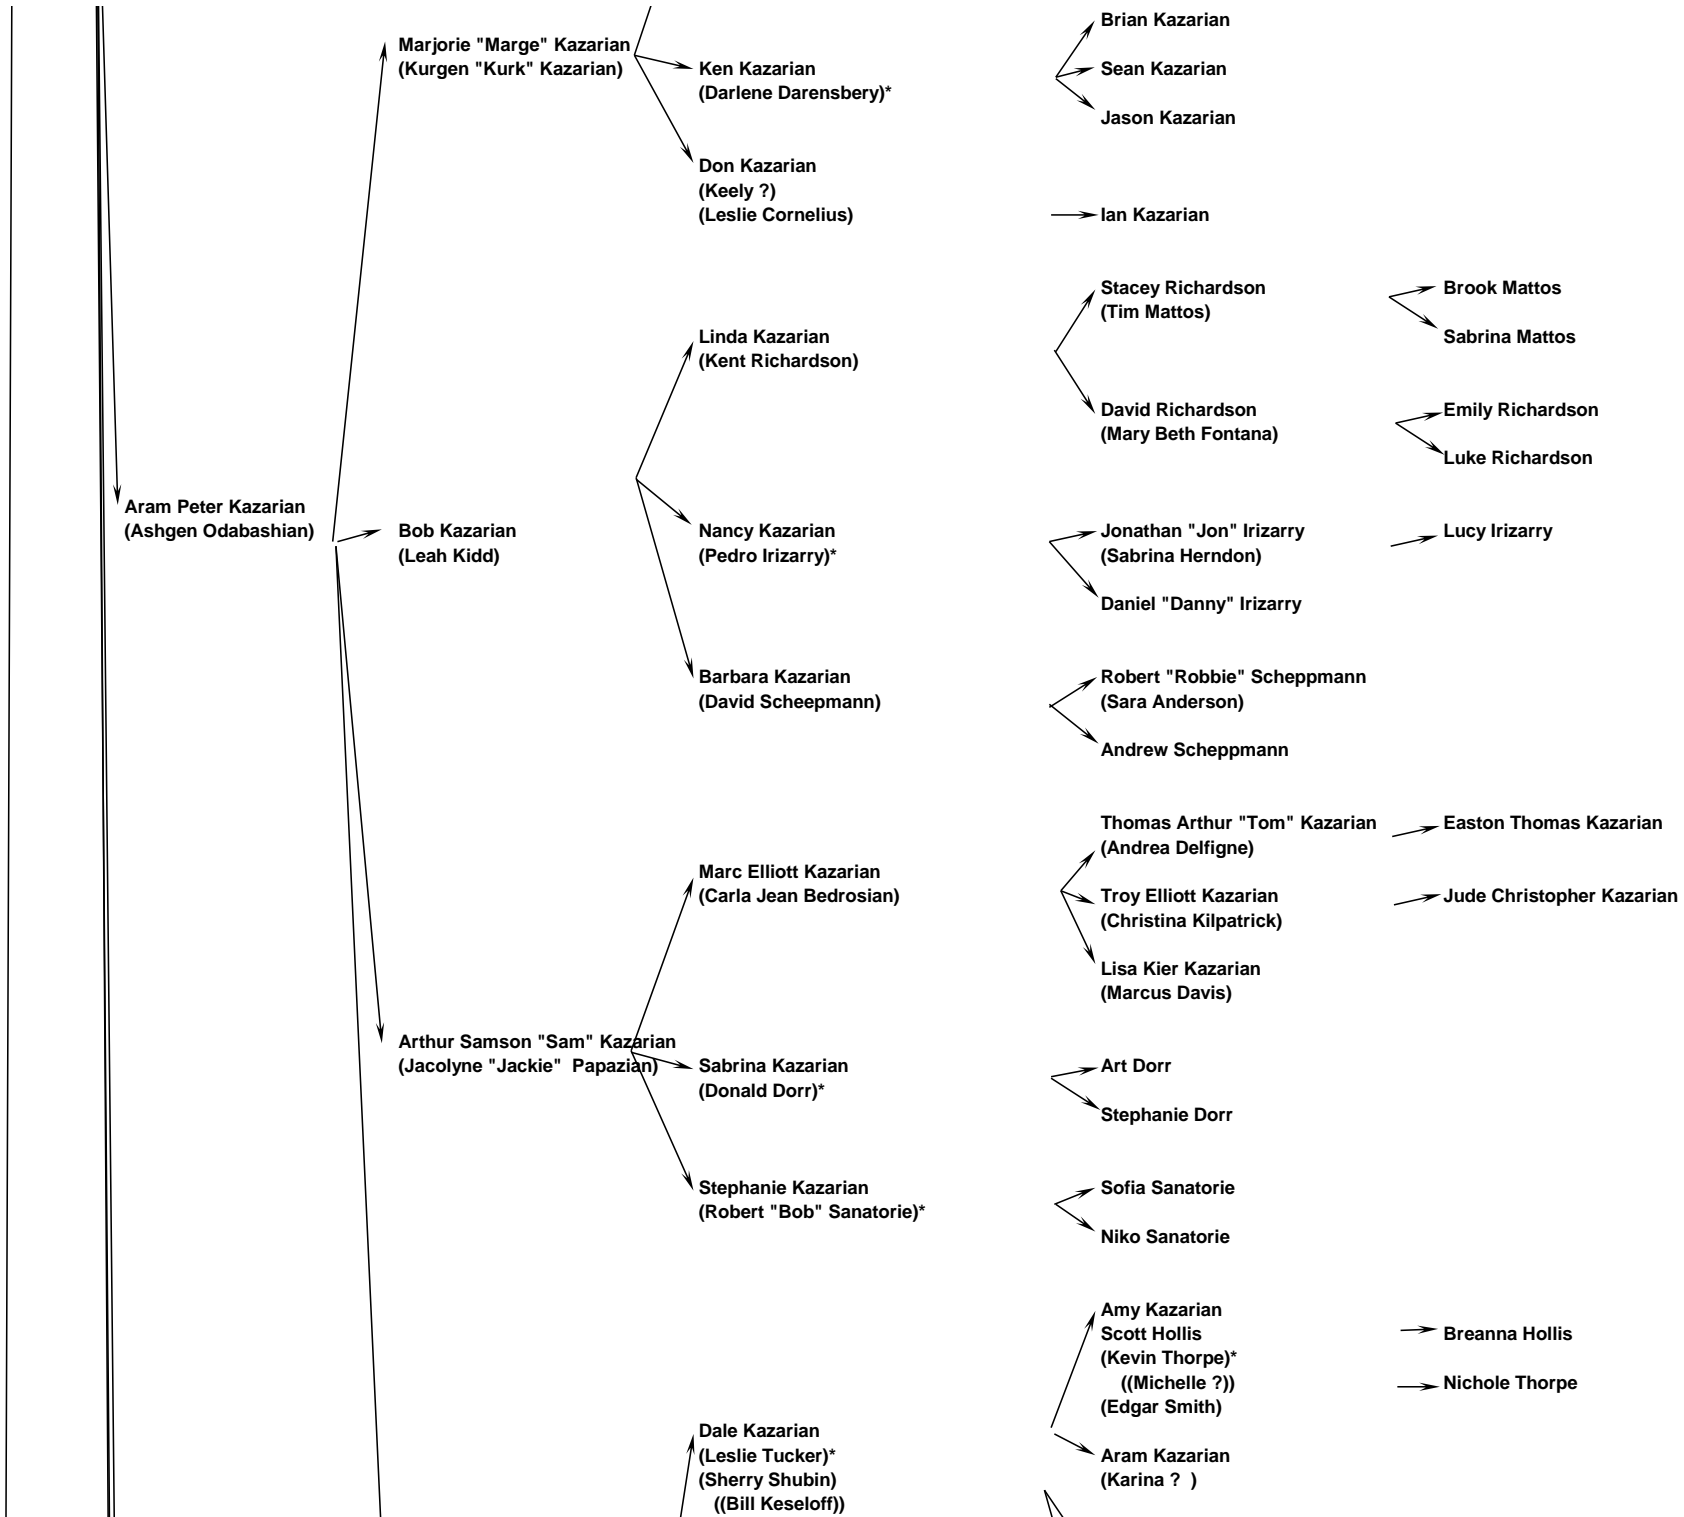 Brian Kazarian
Marjorie "Marge" Kazarian
(Kurgen "Kurk" Kazarian)
Ken Kazarian
(Darlene Darensbery)*
Sean Kazarian
Jason Kazarian
Don Kazarian
(Keely ?)
(Leslie Cornelius)
Ian Kazarian
Stacey Richardson
(Tim Mattos)
Brook Mattos
Sabrina Mattos
Linda Kazarian
(Kent Richardson)
David Richardson
(Mary Beth Fontana)
Emily Richardson
Luke Richardson
Aram Peter Kazarian
(Ashgen Odabashian)
Bob Kazarian
(Leah Kidd)
Nancy Kazarian
(Pedro Irizarry)*
Jonathan "Jon" Irizarry
(Sabrina Herndon)
Lucy Irizarry
Daniel "Danny" Irizarry
Barbara Kazarian
(David Scheepmann)
Robert "Robbie" Scheppmann
(Sara Anderson)
Andrew Scheppmann
Thomas Arthur "Tom" Kazarian
(Andrea Delfigne)
Easton Thomas Kazarian
Marc Elliott Kazarian
(Carla Jean Bedrosian)
Troy Elliott Kazarian
(Christina Kilpatrick)
Jude Christopher Kazarian
Lisa Kier Kazarian
(Marcus Davis)
Arthur Samson "Sam" Kazarian
(Jacolyne "Jackie"  Papazian)
Sabrina Kazarian
(Donald Dorr)*
Art Dorr
Stephanie Dorr
Stephanie Kazarian
(Robert "Bob" Sanatorie)*
Sofia Sanatorie
Niko Sanatorie
Amy Kazarian
Scott Hollis
(Kevin Thorpe)*
((Michelle ?))
(Edgar Smith)
Breanna Hollis
Nichole Thorpe
Dale Kazarian
(Leslie Tucker)*
(Sherry Shubin)
((Bill Keseloff))
Aram Kazarian
(Karina ?  )